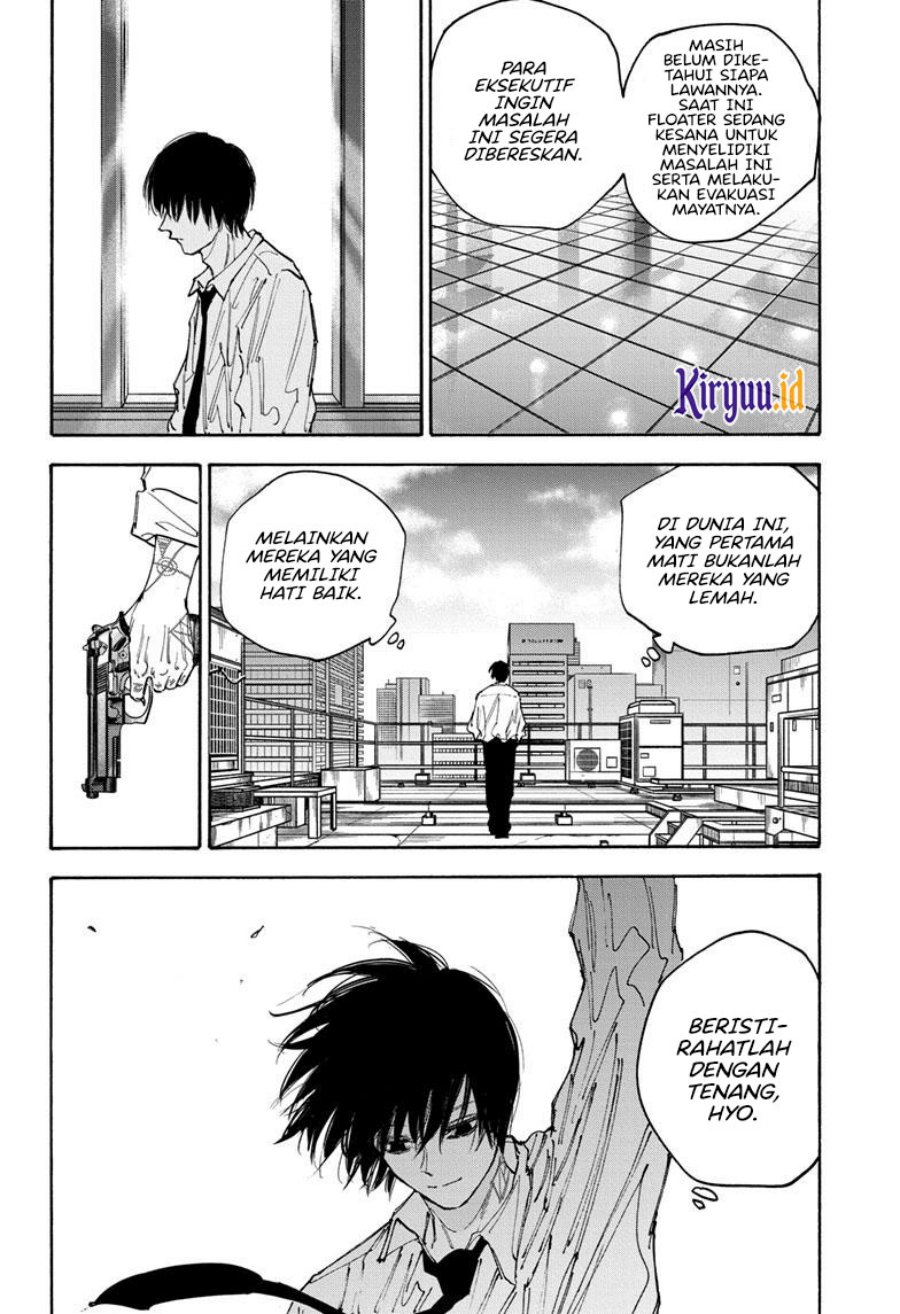 MASIH
BELUM DIKE-
TAHUI SIAPA
LAWANNYA.
SAAT INI
FLOATER SEDANG
KESANA UNTUK
MENYELIDIKI
MASALAH INI
SERTA MELAKU-
KAN EVAKUASI
MAYATNYA.
PARA
EKSEKUTIF
INGIN
MASALAH
INI SEGERA
DIBERESKAN.
Kiryuu.id
DI DUNIA INI,
YANG PERTAMA
MATI BUKANLAH
MEREKA YANG
LEMAH.
MELAINKAN
MEREKA YANG
MEMILIKI
HATI BAIK.
BERISTI-
RAHATLAH
DENGAN
TENANG,
HYO.